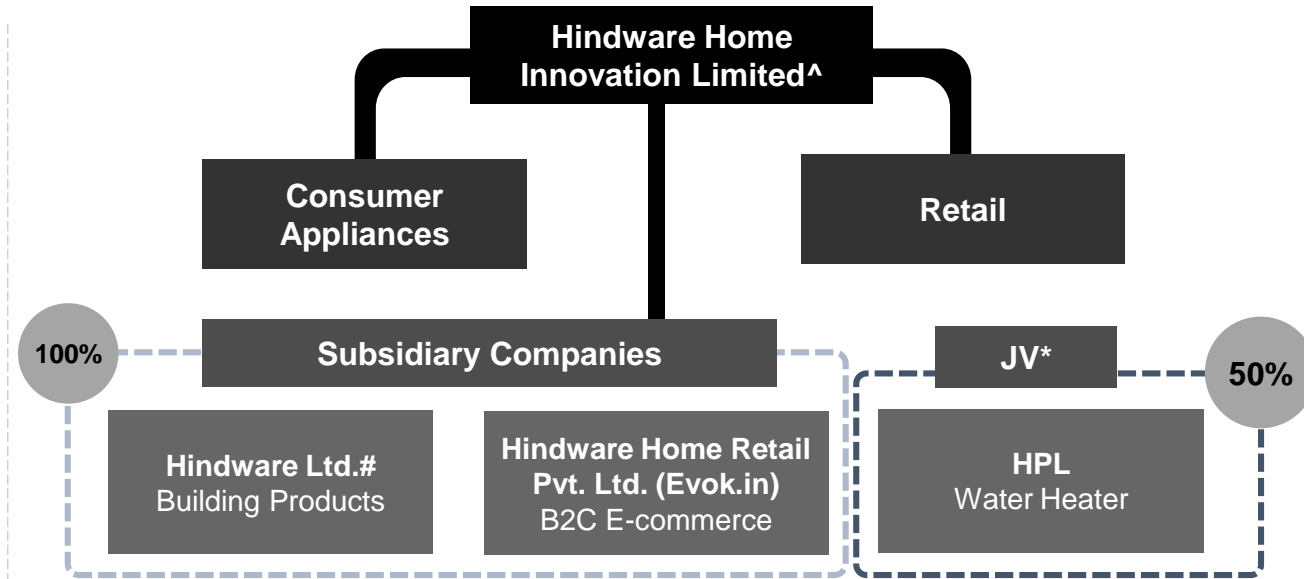 Hindware Home
Innovation Limited^
Consumer
Appliances
Retail
100%
Subsidiary Companies
JV*
50%
Hindware Ltd.#
Building Products
Hindware Home Retail
Pvt. Ltd. (Evok.in)
B2C E-commerce
HPL
Water Heater